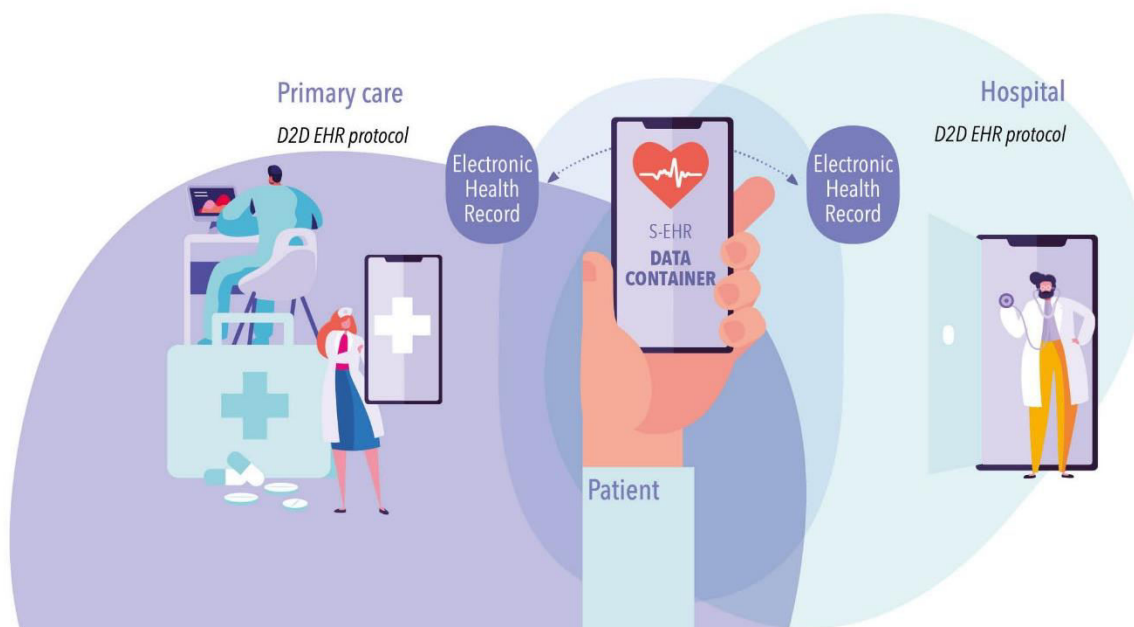 Primary care
D2D EHR protocol
Electronic
Health
Record
S-EHR
DATA
CONTAINER
Electronic
Health
Record
Hospital
D2D EHR protocol
Patient